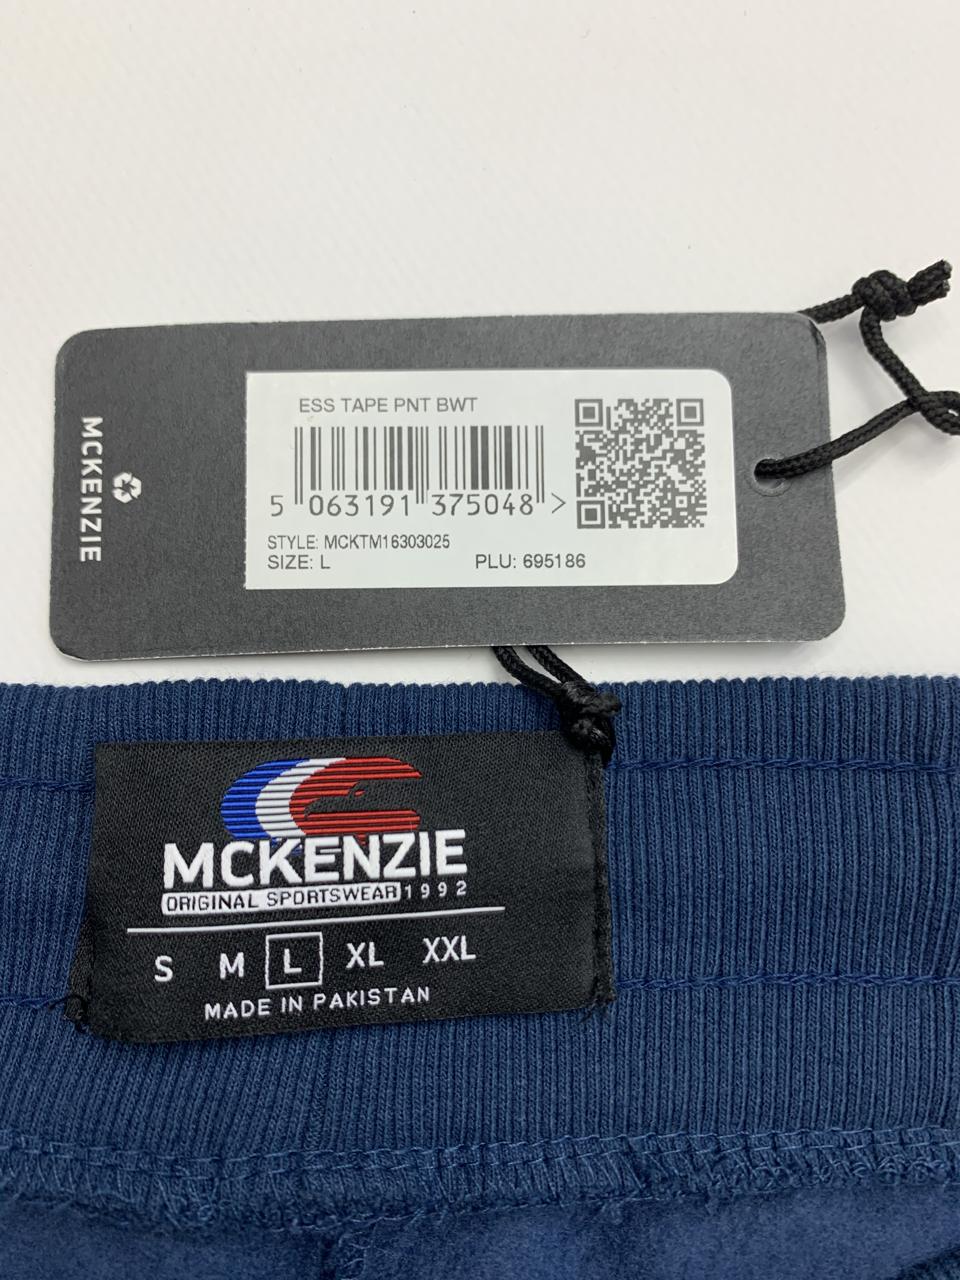 MCKENZIE
ESS TAPE PNT BWT
5 063191 375048 >
STYLE: MCKTM16303025
SIZE: L PLU: 695186
MCKENZIE
ORIGINAL SPORTSWEAR 1992
S M L XL XXL
MADE IN PAKISTAN